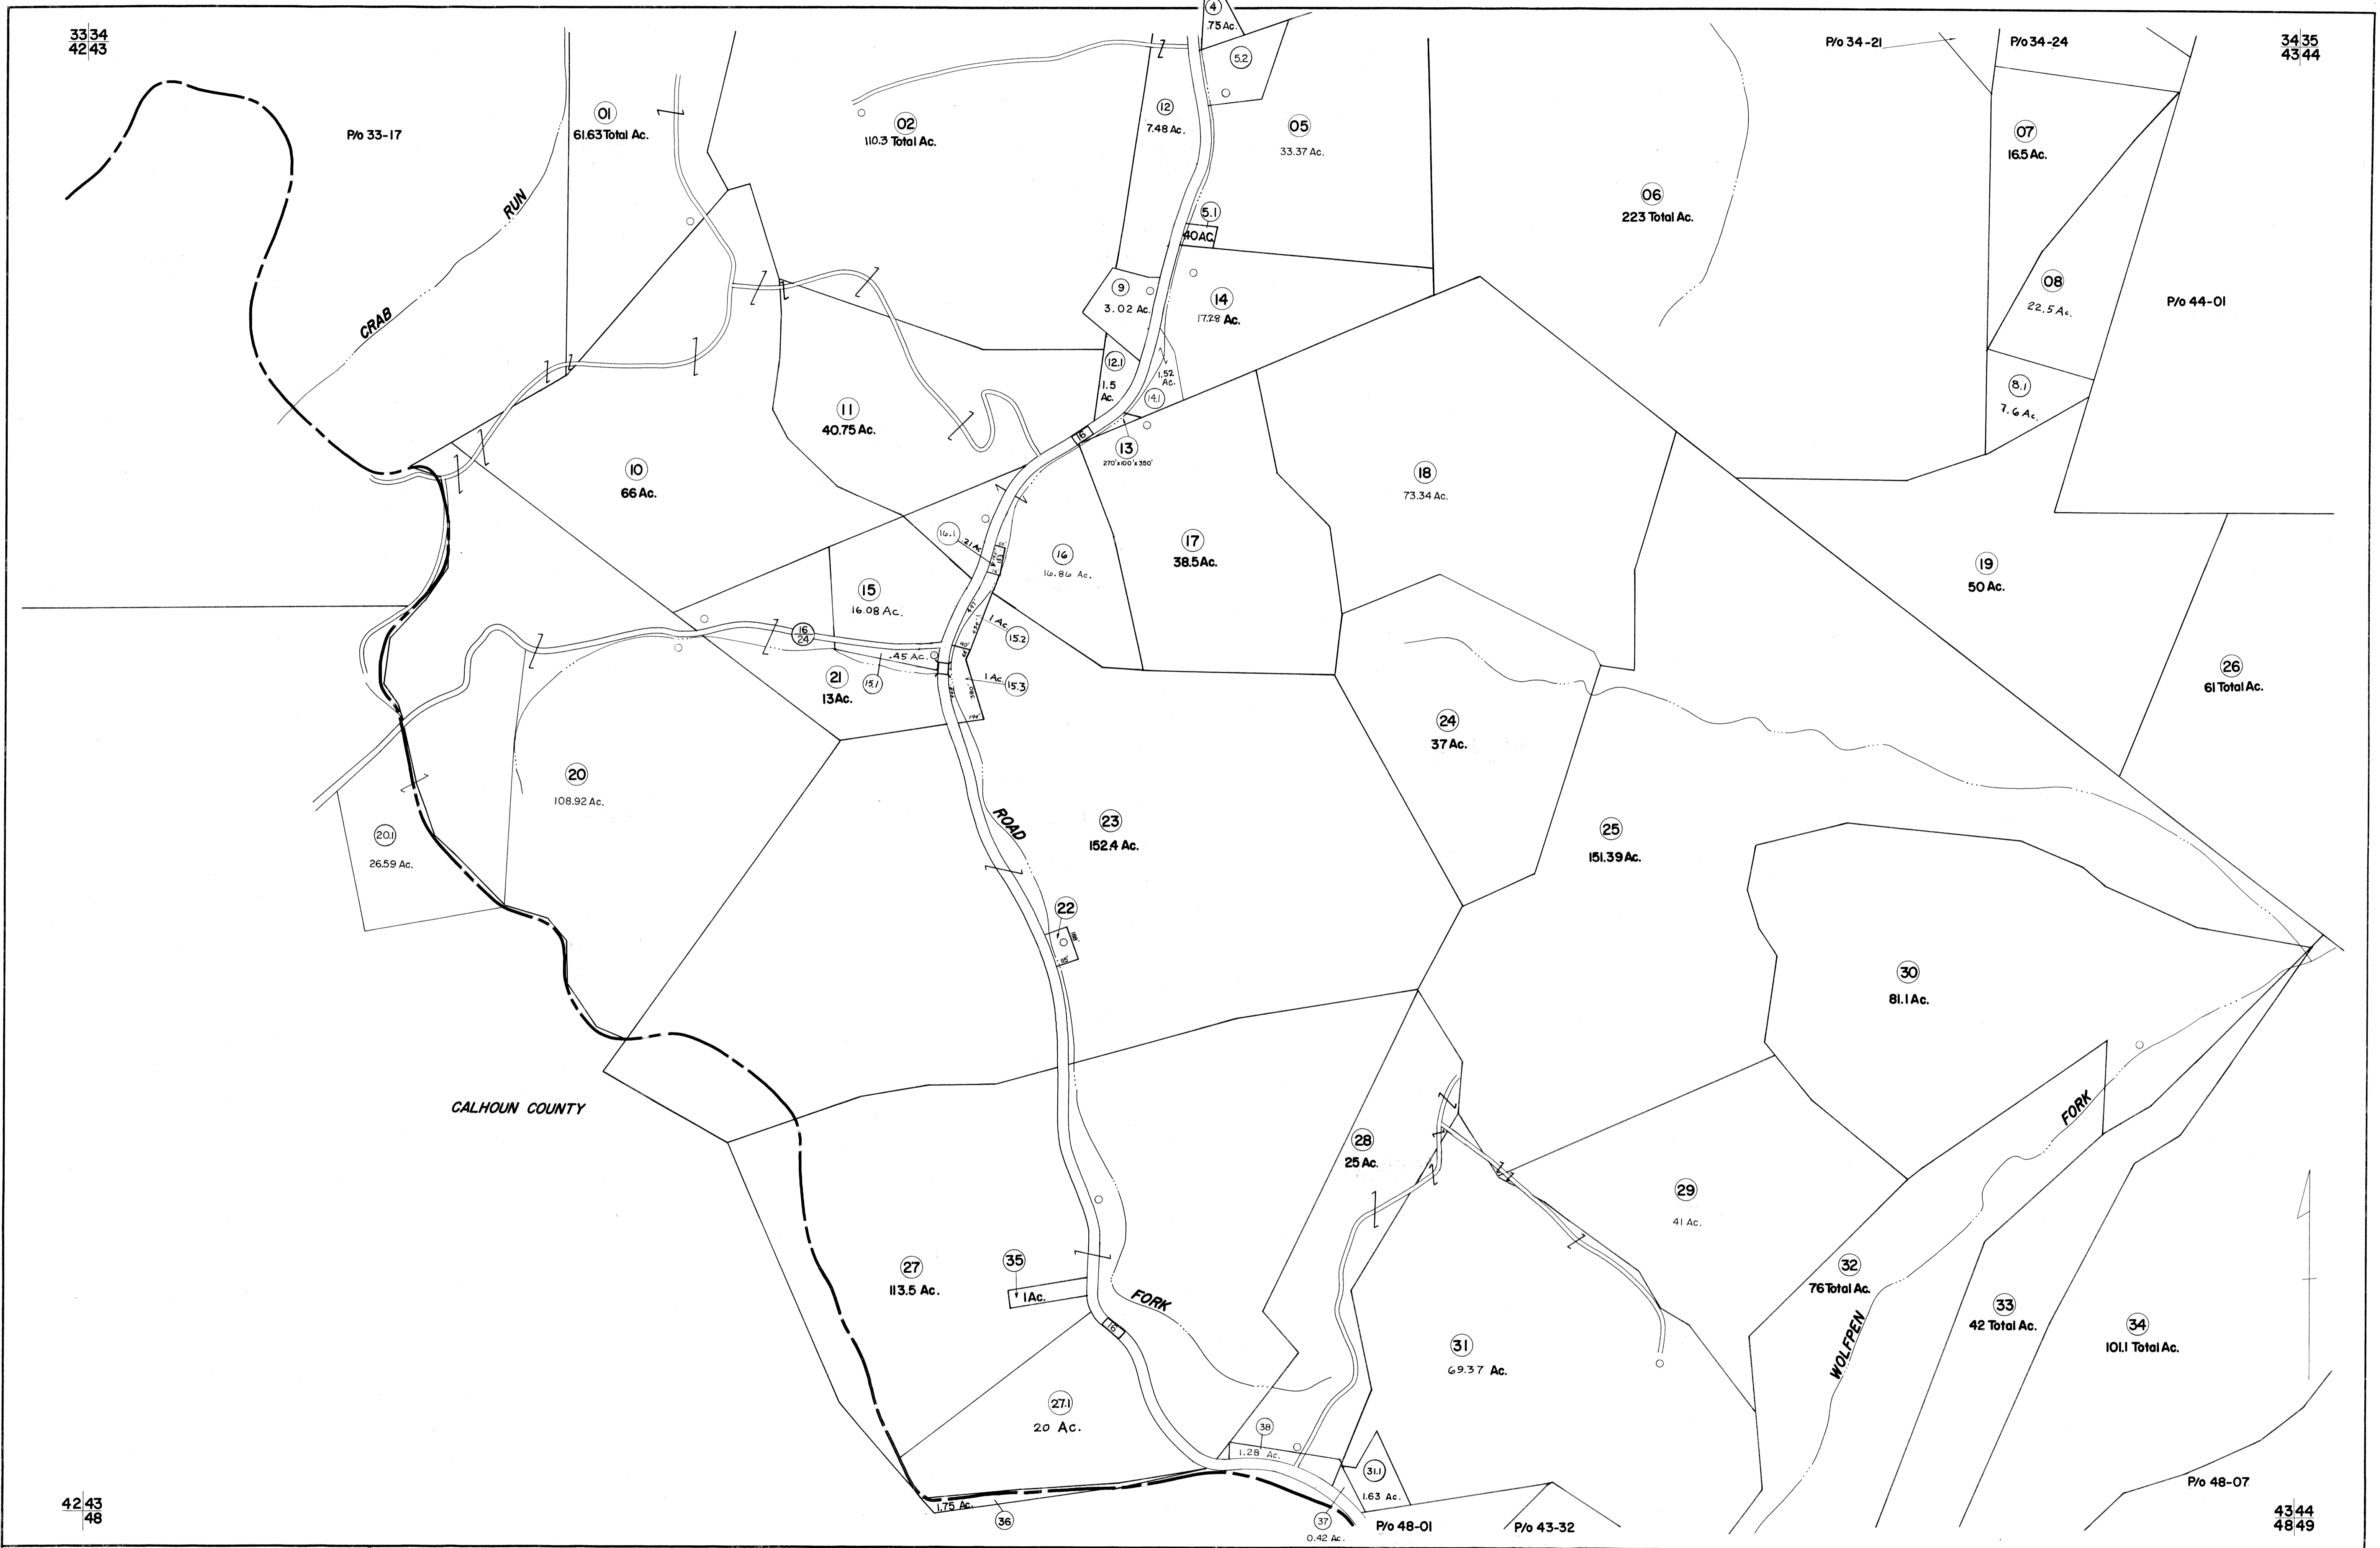 33 34
42 43
4
.75 Ac.
5.2
P/o 34-21
P/o 34-24
34 35
43 44
P/o 33-17
01
61.63 Total Ac.
02
110.3 Total Ac.
12
7.48 Ac.
05
33.37 Ac.
07
16.5 Ac.
06
223 Total Ac.
CRAB RUN
5.1
.40 AC.
9
3.02 Ac.
14
17.28 Ac.
08
22.5 Ac.
P/o 44-01
12.1
1.5
Ac.
1.52
Ac.
14.1
8.1
7.6 Ac.
11
40.75 Ac.
16
13
270'x100'x350'
10
66 Ac.
18
73.34 Ac.
16.1
.21 Ac.
16
16.86 Ac.
17
38.5 Ac.
19
50 Ac.
15
16.08 Ac.
16
24
.45 Ac.
15.1
1 Ac.
15.2
1 Ac.
15.3
194'
21
13 Ac.
26
61 Total Ac.
24
37 Ac.
20
108.92 Ac.
20.1
26.59 Ac.
ROAD
23
152.4 Ac.
25
151.39 Ac.
22
115'
30
81.1 Ac.
CALHOUN COUNTY
28
25 Ac.
29
41 Ac.
FORK
27
113.5 Ac.
35
1 Ac.
FORK
16
32
76 Total Ac.
WOLFPEN
33
42 Total Ac.
34
101.1 Total Ac.
31
69.37 Ac.
27.1
20 Ac.
38
1.28 Ac.
31.1
1.63 Ac.
1.75 Ac.
36
37
0.42 Ac.
P/o 48-01
P/o 43-32
P/o 48-07
42 43
48
43 44
48 49